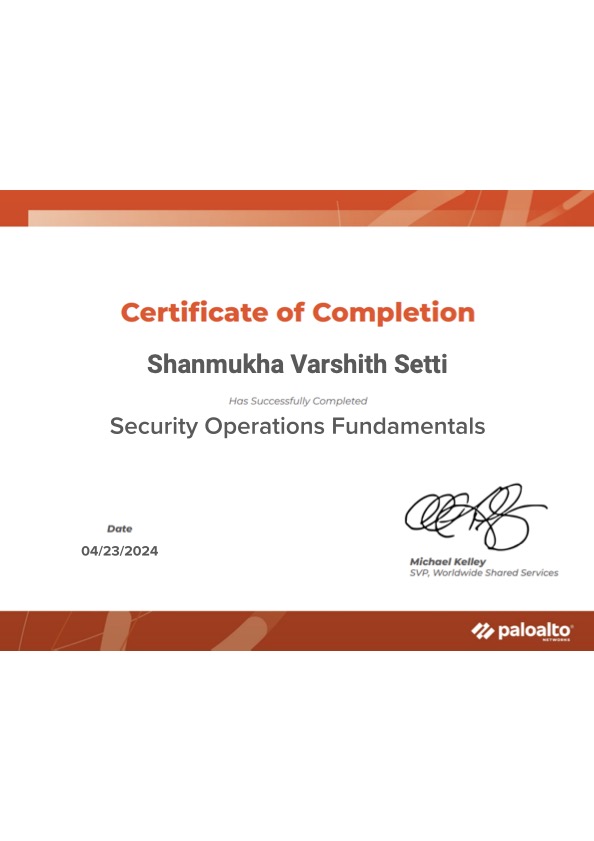 Certificate of Completion
Shanmukha Varshith Setti
Has Successfully Completed
Security Operations Fundamentals
Date
04/23/2024
Michael Kelley
SVP, Worldwide Shared Services
paloalto®
NETWORKS